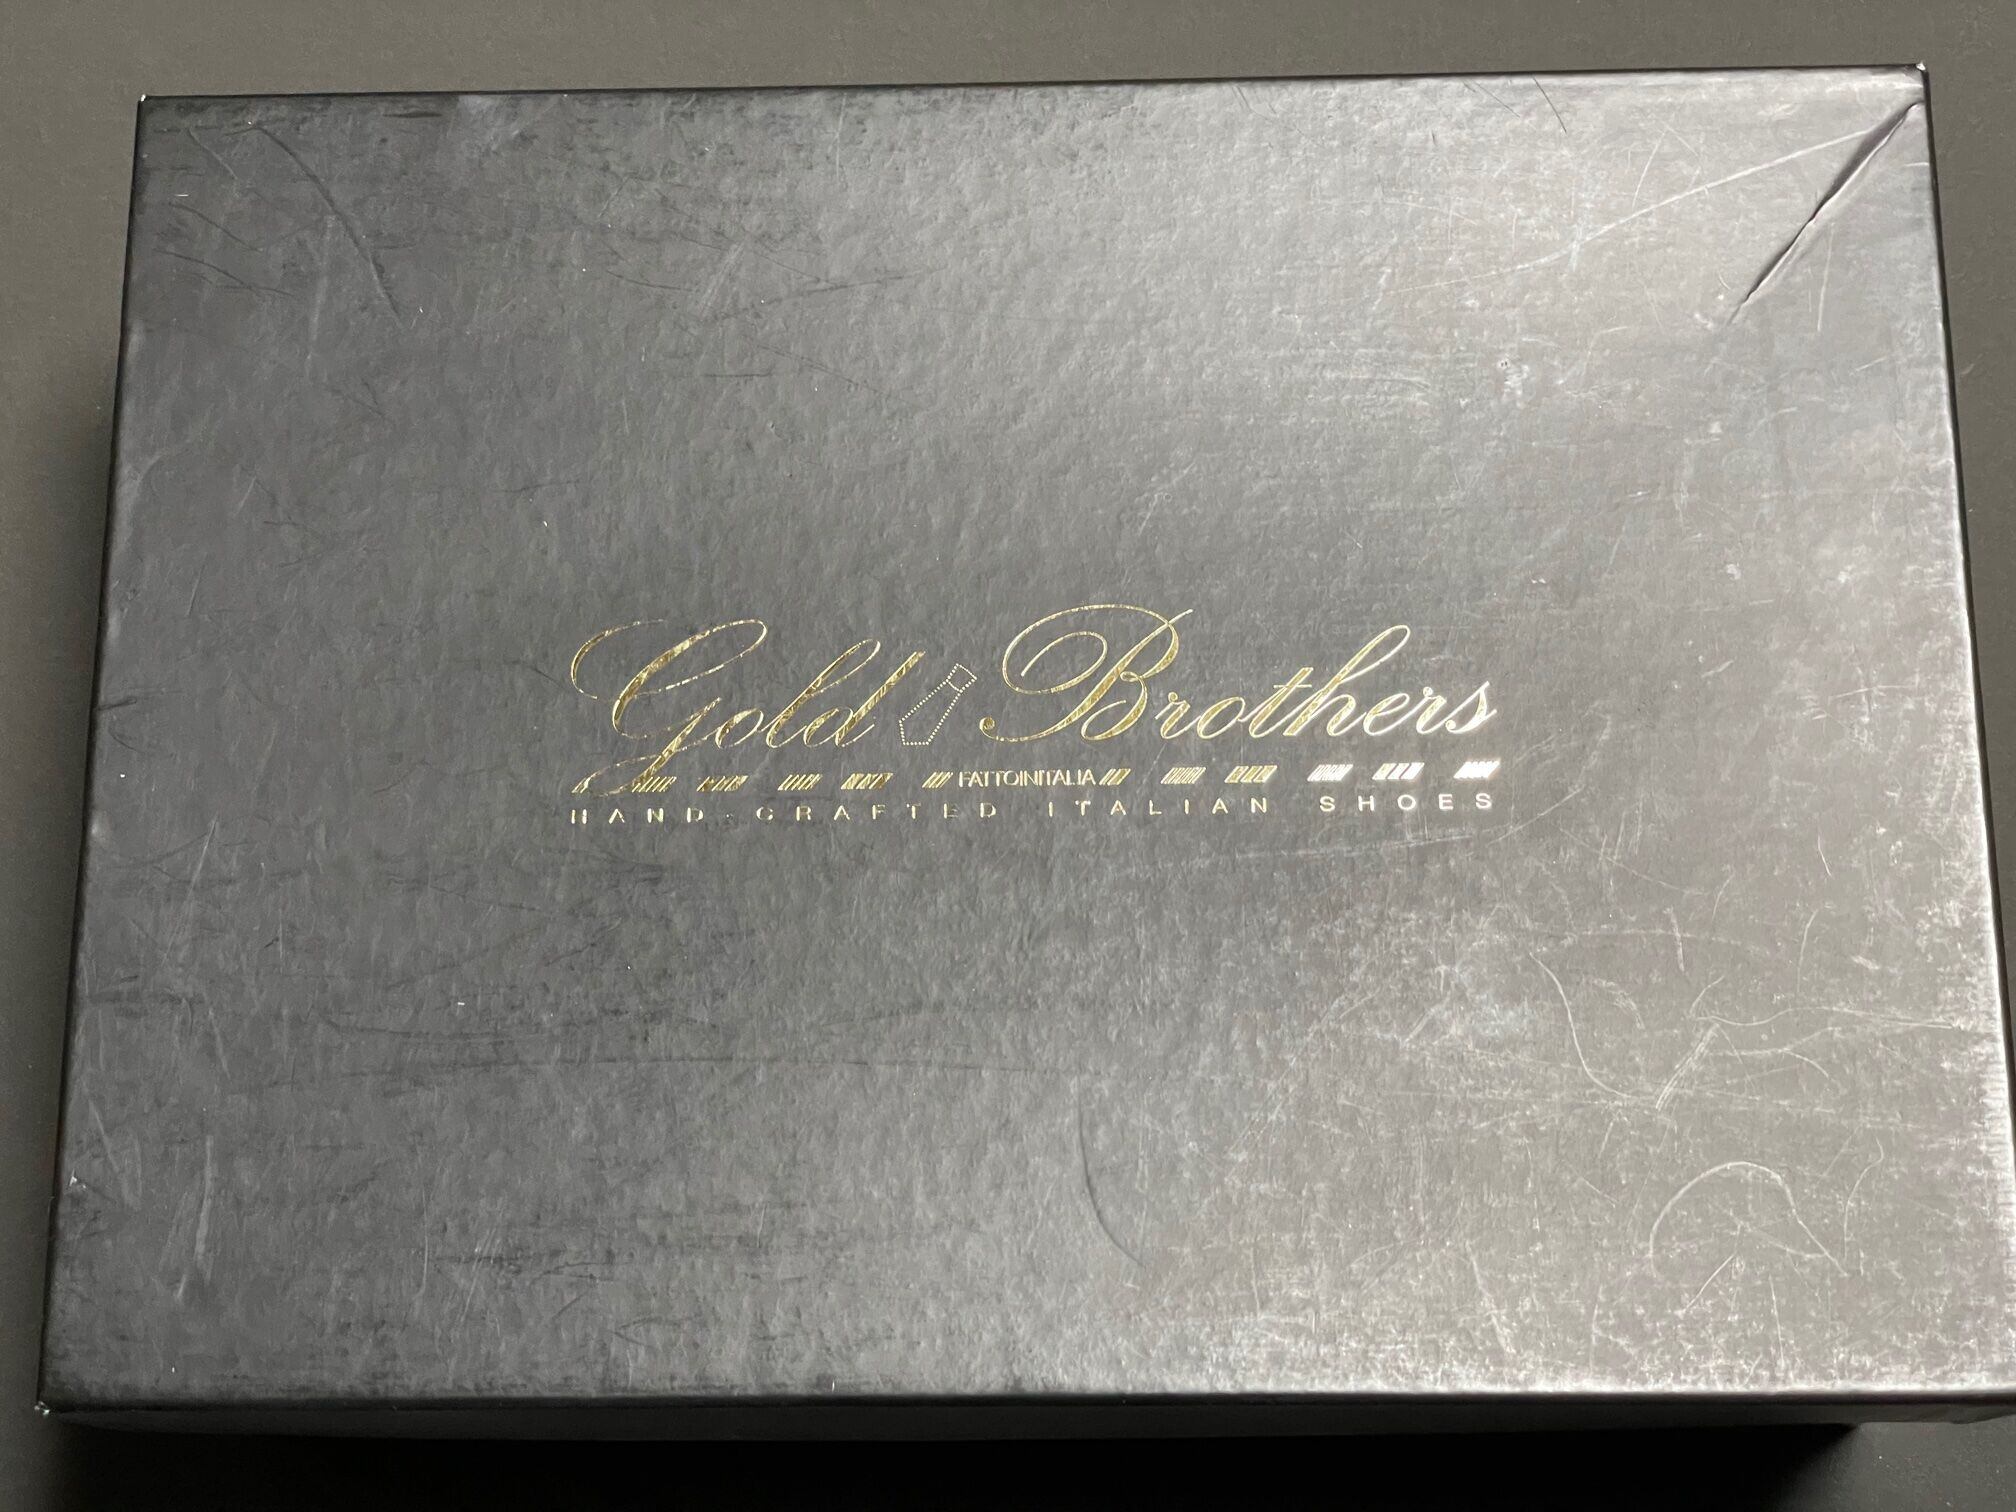 Gold Brothers
FATTOINITALIA
HAND-CRAFTED ITALIAN SHOES